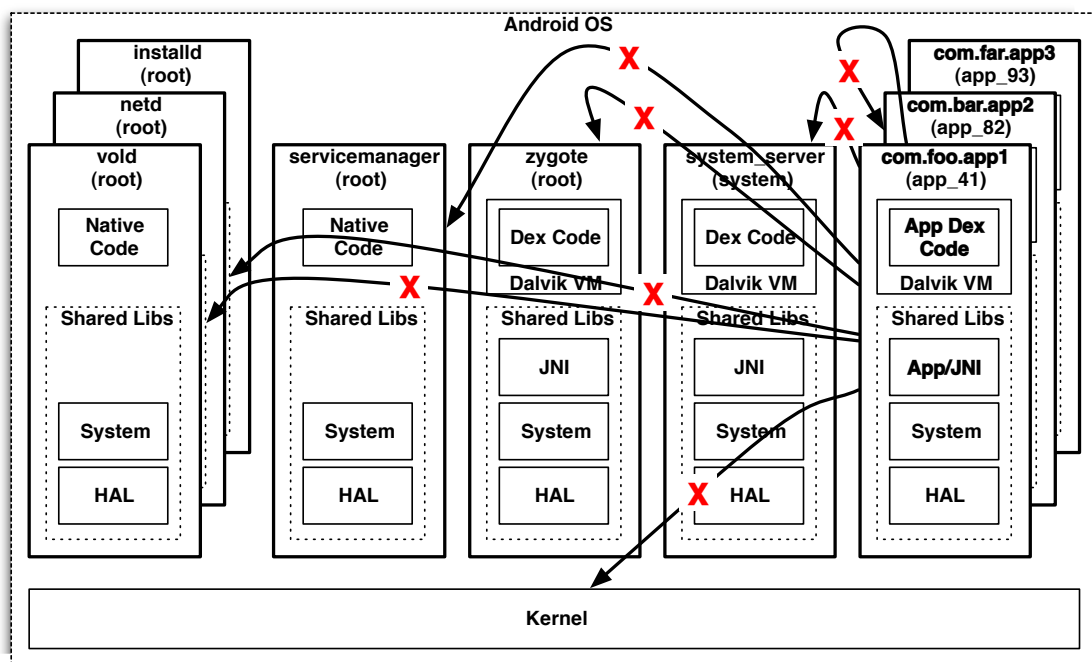 Android OS
installd
(root)
netd
(root)
vold
(root)
Native
Code
Shared Libs
System
HAL
servicemanager
(root)
Native
Code
Shared Libs
System
HAL
zygote
(root)
Dex Code
Dalvik VM
Shared Libs
JNI
System
HAL
system_server
(system)
Dex Code
Dalvik VM
Shared Libs
JNI
System
HAL
com.far.app3
(app_93)
com.bar.app2
(app_82)
com.foo.app1
(app_41)
App Dex
Code
Dalvik VM
Shared Libs
App/JNI
System
HAL
X
X
X
X
X
X
X
Kernel